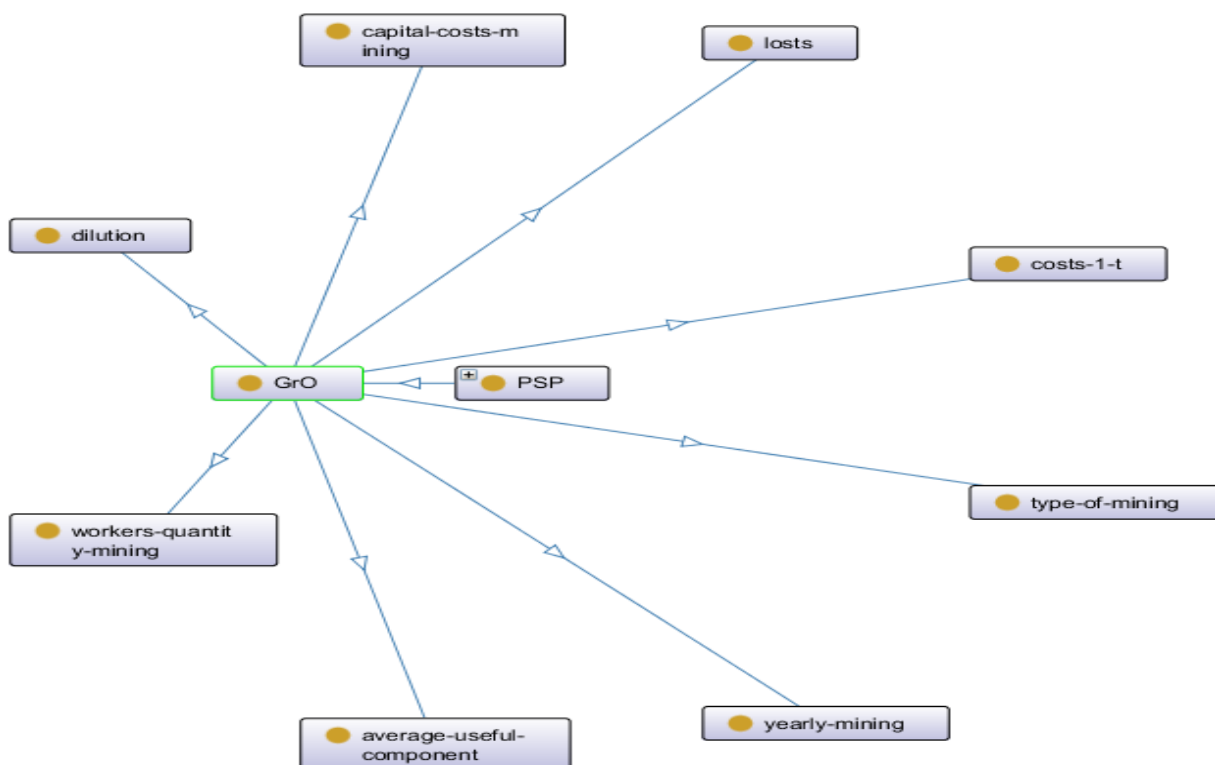 capital-costs-m
ining
losts
dilution
costs-1-t
GrO
PSP
type-of-mining
workers-quantit
y-mining
yearly-mining
average-useful-
component